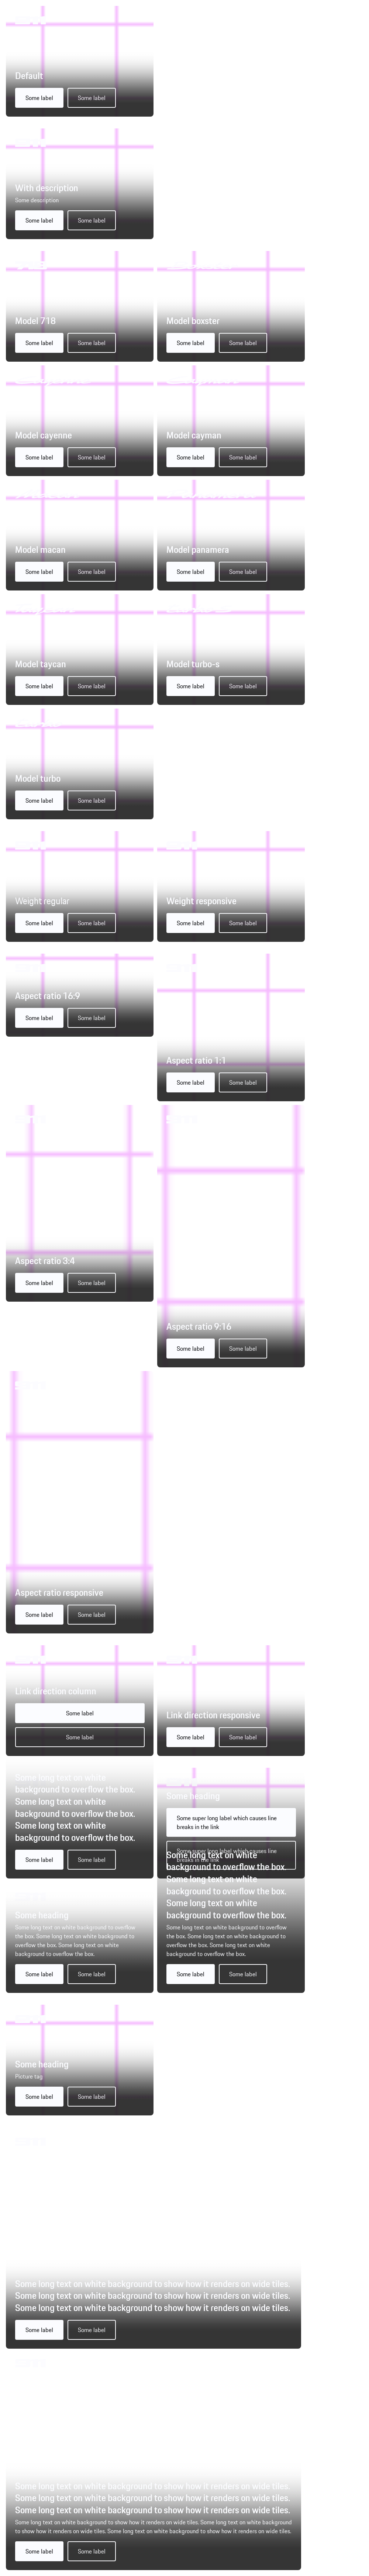 Default
Some label Some label
With description
Some description
Some label Some label
Model 718 Model boxster
Some label Some label Some label Some label
Model cayenne Model cayman
Some label Some label Some label Some label
Model macan Model panamera
Some label Some label Some label Some label
Model taycan Model turbo-s
Some label Some label Some label Some label
Model turbo
Some label Some label
Weight regular Weight responsive
Some label Some label Some label Some label
Aspect ratio 16:9
Some label Some label
Aspect ratio 1:1
Some label Some label
Aspect ratio 3:4
Some label Some label
Aspect ratio 9:16
Some label Some label
Aspect ratio responsive
Some label Some label
Link direction column
Some label
Some label
Link direction responsive
Some label Some label
Some long text on white
background to overflow the box.
Some long text on white
background to overflow the box.
Some long text on white
background to overflow the box.
Some label Some label
Some heading
Some super long label which causes line
breaks in the link
Some super long label which causes line
breaks in the link
Some heading
Some long text on white background to overflow
the box. Some long text on white background to
overflow the box. Some long text on white
background to overflow the box.
Some label Some label
Some long text on white
background to overflow the box.
Some long text on white
background to overflow the box.
Some long text on white
background to overflow the box.
Some long text on white background to overflow
the box. Some long text on white background to
overflow the box. Some long text on white
background to overflow the box.
Some label Some label
Some heading
Picture tag
Some label Some label
Some long text on white background to show how it renders on wide tiles.
Some long text on white background to show how it renders on wide tiles.
Some long text on white background to show how it renders on wide tiles.
Some label Some label
Some long text on white background to show how it renders on wide tiles.
Some long text on white background to show how it renders on wide tiles.
Some long text on white background to show how it renders on wide tiles.
Some long text on white background to show how it renders on wide tiles. Some long text on white background
to show how it renders on wide tiles. Some long text on white background to show how it renders on wide tiles.
Some label Some label